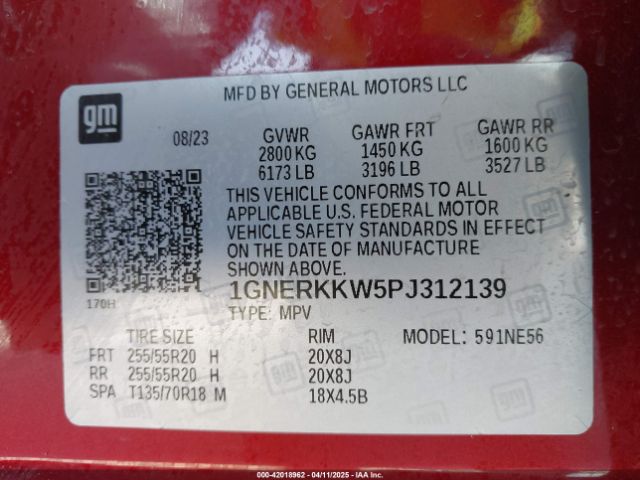 gm
MFD BY GENERAL MOTORS LLC
08/23 GVWR GAWR FRT GAWR RR
2800 KG 1450 KG 1600 KG
6173 LB 3196 LB 3527 LB
THIS VEHICLE CONFORMS TO ALL
APPLICABLE U.S. FEDERAL MOTOR
VEHICLE SAFETY STANDARDS IN EFFECT
ON THE DATE OF MANUFACTURE
SHOWN ABOVE.
170H
1GNERKKW5PJ312139
TYPE: MPV
TIRE SIZE RIM MODEL: 591NE56
FRT 255/55R20 H 20X8J
RR 255/55R20 H 20X8J
SPA T135/70R18 M 18X4.5B
000-42018962 - 04/11/2025 - IAAI.COM